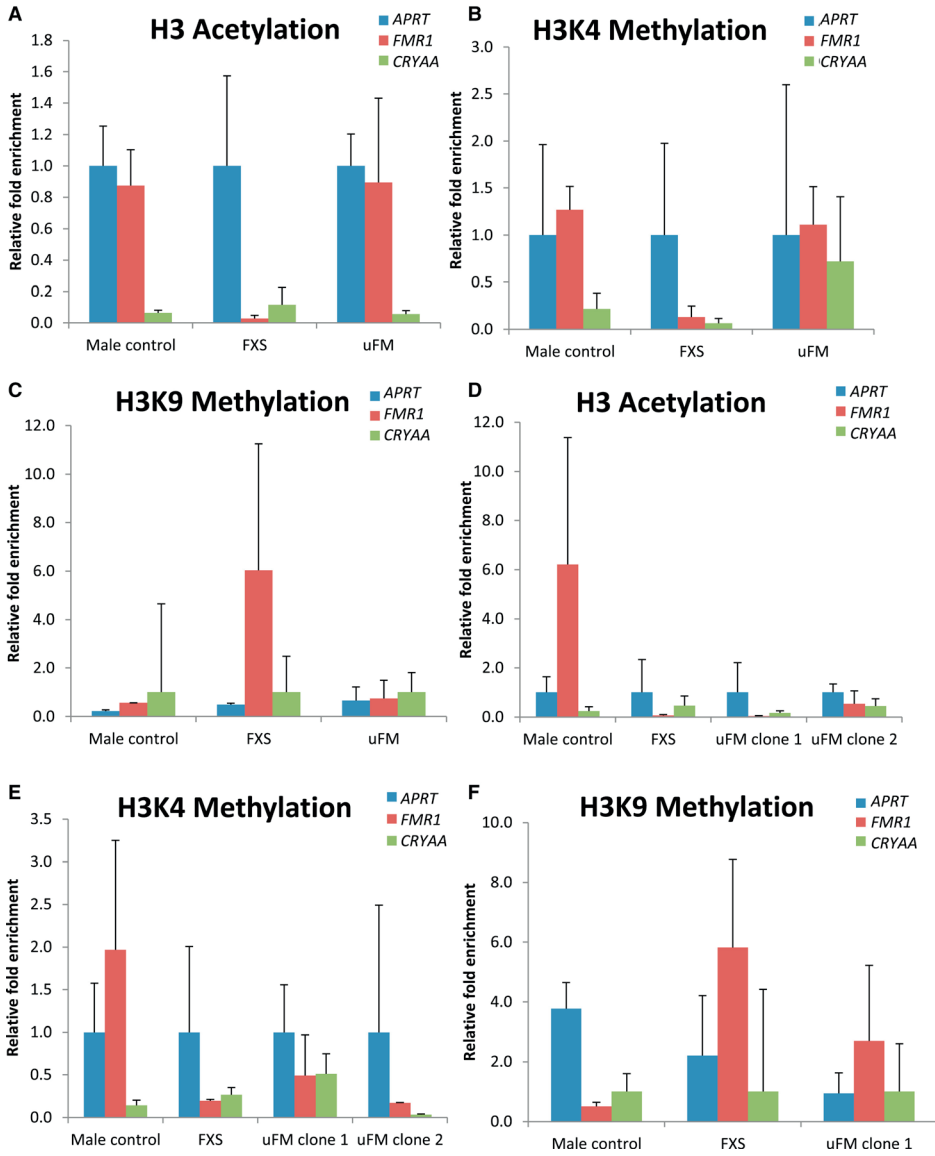 A
H3 Acetylation
APRT
FMR1
CRYAA
Relative fold enrichment
1.8
1.6
1.4
1.2
1.0
0.8
0.6
0.4
0.2
0.0
Male control FXS uFM
B
H3K4 Methylation
APRT
FMR1
CRYAA
Relative fold enrichment
3.0
2.5
2.0
1.5
1.0
0.5
0.0
Male control FXS uFM
C
H3K9 Methylation
APRT
FMR1
CRYAA
Relative fold enrichment
12.0
10.0
8.0
6.0
4.0
2.0
0.0
Male control FXS uFM
D
H3 Acetylation
APRT
FMR1
CRYAA
Relative fold enrichment
12.0
10.0
8.0
6.0
4.0
2.0
0.0
Male control FXS uFM clone 1 uFM clone 2
E
H3K4 Methylation
APRT
FMR1
CRYAA
Relative fold enrichment
3.5
3.0
2.5
2.0
1.5
1.0
0.5
0.0
Male control FXS uFM clone 1 uFM clone 2
F
H3K9 Methylation
APRT
FMR1
CRYAA
Relative fold enrichment
10.0
8.0
6.0
4.0
2.0
0.0
Male control FXS uFM clone 1